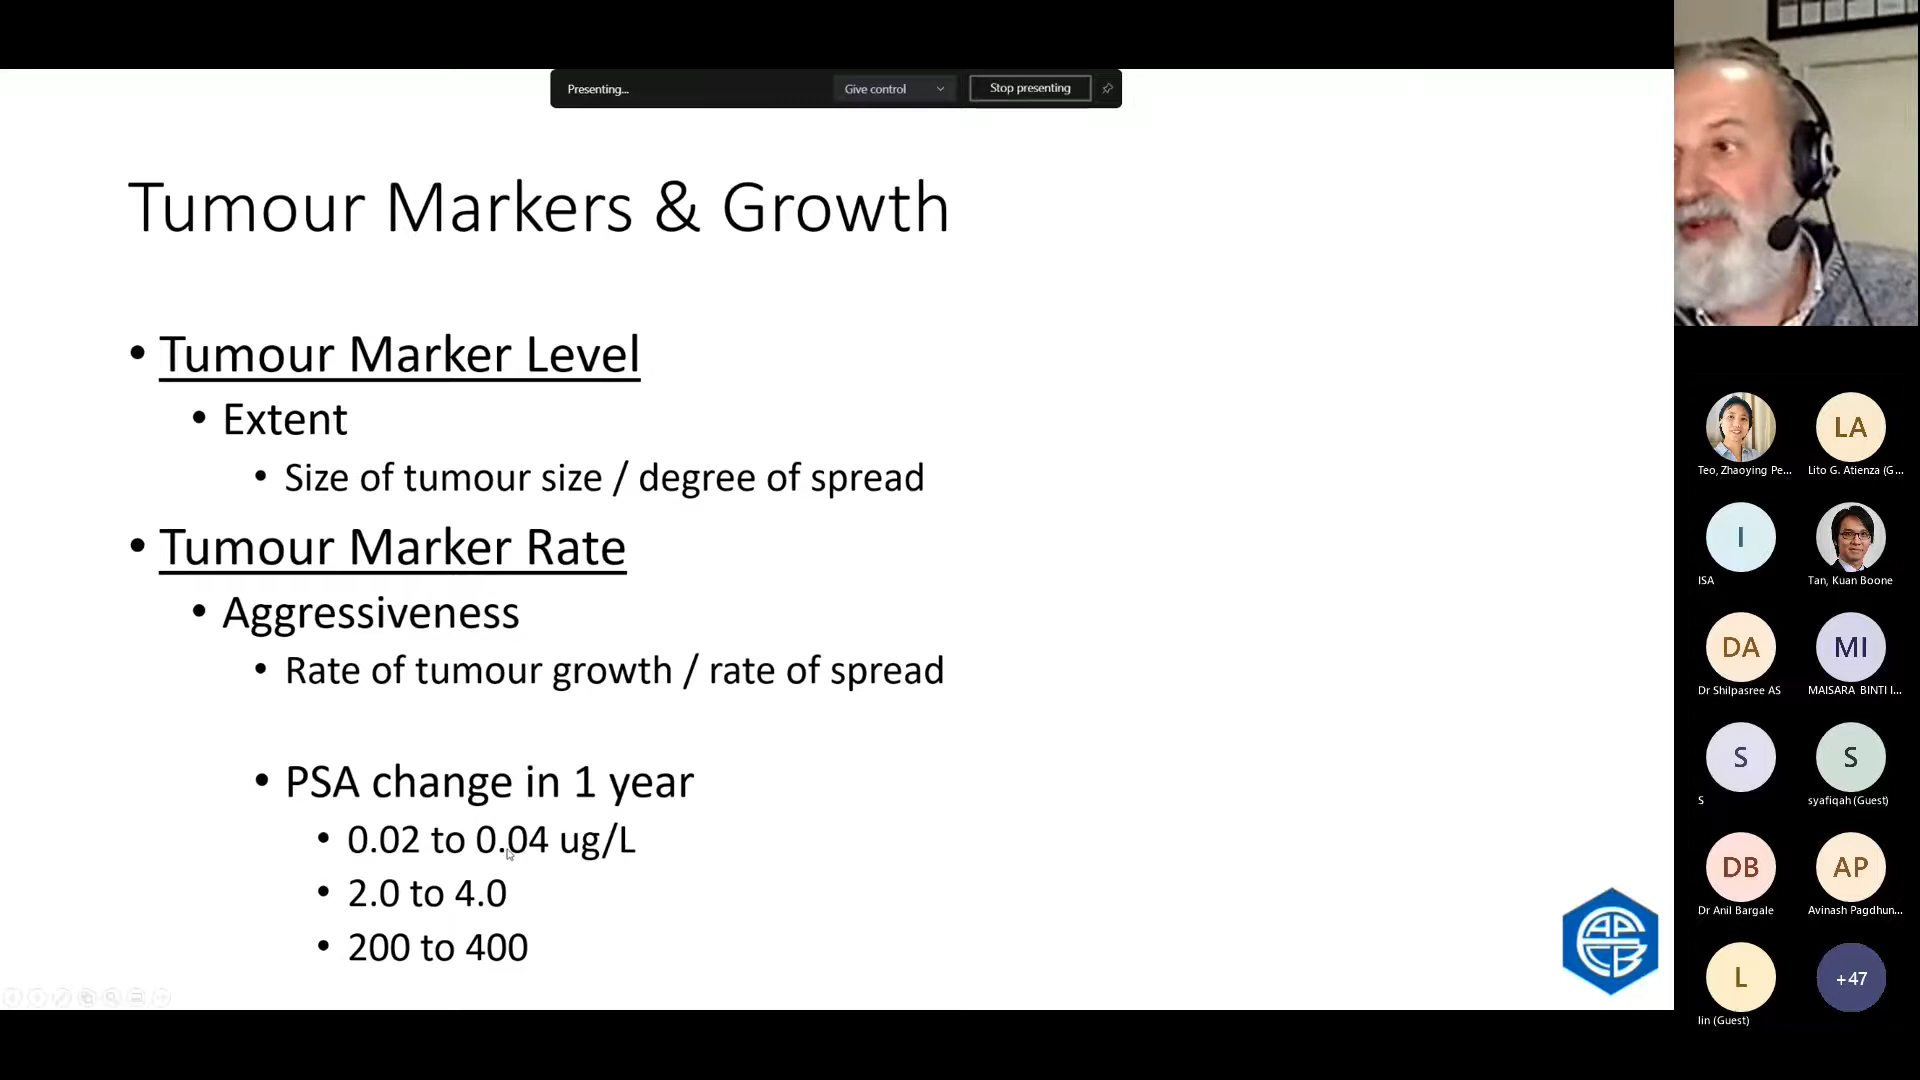 Presenting...
Give control
Stop presenting
Tumour Markers & Growth
• Tumour Marker Level
• Extent
• Size of tumour size / degree of spread
• Tumour Marker Rate
• Aggressiveness
• Rate of tumour growth / rate of spread
• PSA change in 1 year
• 0.02 to 0.04 ug/L
• 2.0 to 4.0
• 200 to 400
APFCB
Teo, Zhaoying Pe...
LA
Lito G. Atienza (G...
I
ISA
Tan, Kuan Boone
DA
Dr Shilpasree AS
MI
MAISARA BINTI I...
S
S
S
syafiqah (Guest)
DB
Dr Anil Bargale
AP
Avinash Pagdhun...
L
lin (Guest)
+47